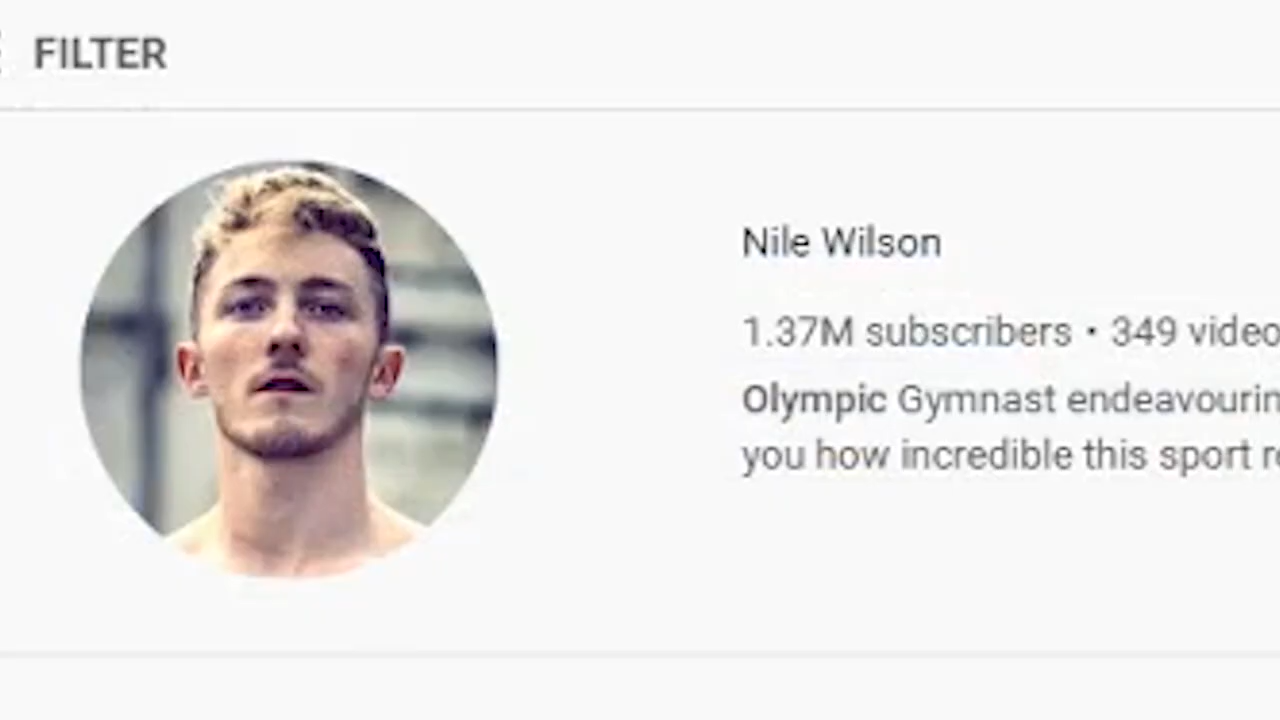 FILTER
Nile Wilson
1.37M subscribers • 349 video
Olympic Gymnast endeavourin
you how incredible this sport r